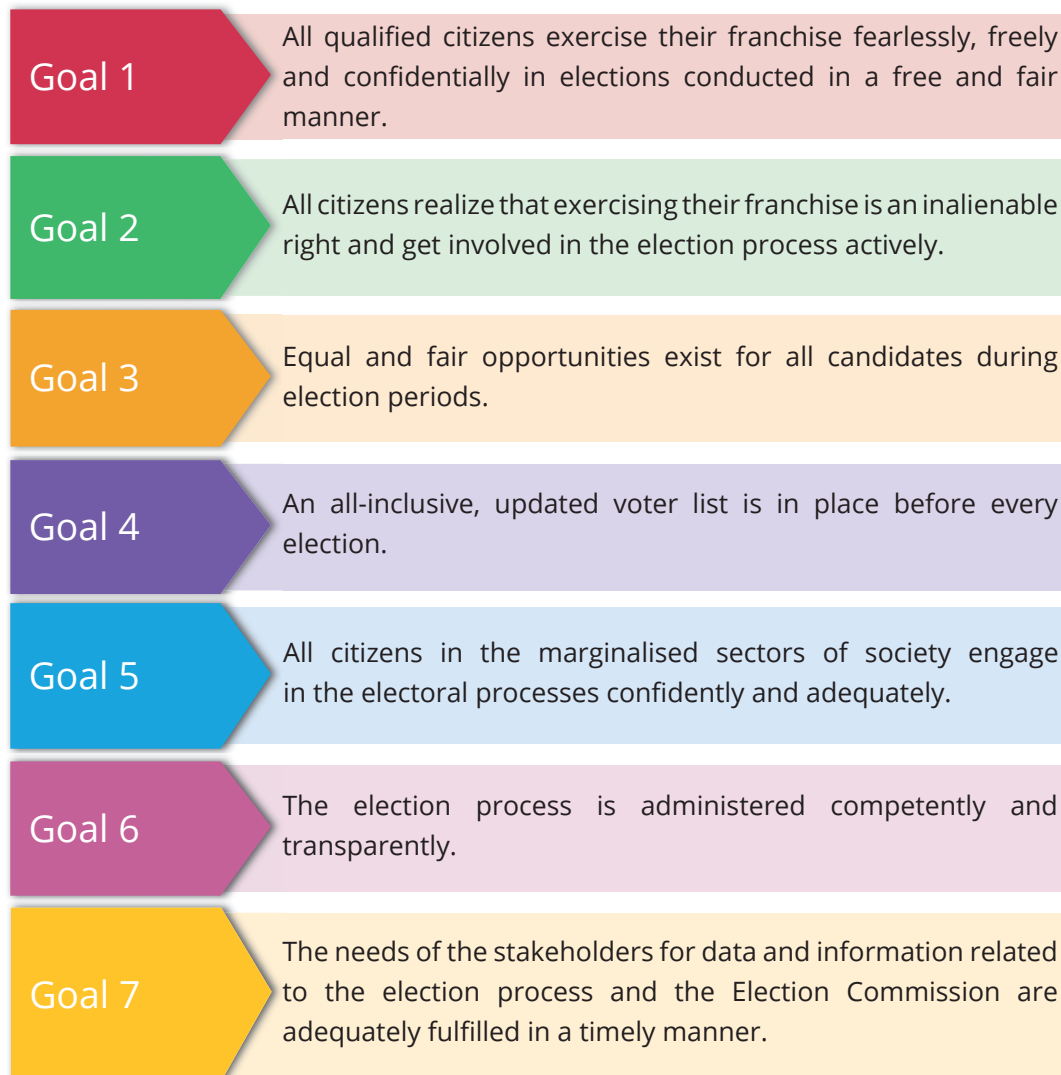 Goal 1
All qualified citizens exercise their franchise fearlessly, freely
and confidentially in elections conducted in a free and fair
manner.
Goal 2
All citizens realize that exercising their franchise is an inalienable
right and get involved in the election process actively.
Goal 3
Equal and fair opportunities exist for all candidates during
election periods.
Goal 4
An all-inclusive, updated voter list is in place before every
election.
Goal 5
All citizens in the marginalised sectors of society engage
in the electoral processes confidently and adequately.
Goal 6
The election process is administered competently and
transparently.
Goal 7
The needs of the stakeholders for data and information related
to the election process and the Election Commission are
adequately fulfilled in a timely manner.